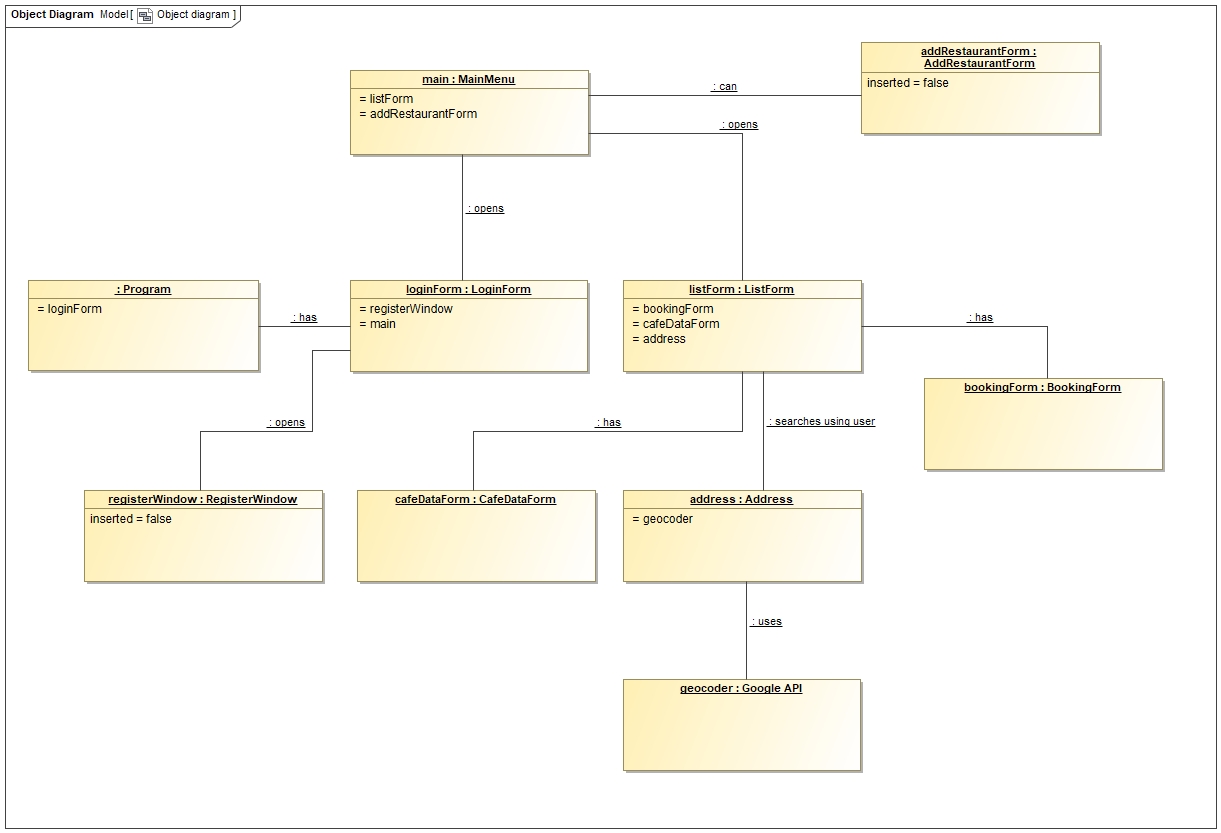 Object Diagram Model[ Object diagram ]
addRestaurantForm :
AddRestaurantForm
inserted = false
main : MainMenu
= listForm
= addRestaurantForm
: can
: opens
: opens
: Program
= loginForm
: has
loginForm : LoginForm
= registerWindow
= main
listForm : ListForm
= bookingForm
= cafeDataForm
= address
: has
bookingForm : BookingForm
: opens
: has
: searches using user
registerWindow : RegisterWindow
inserted = false
cafeDataForm : CafeDataForm
address : Address
= geocoder
: uses
geocoder : Google API